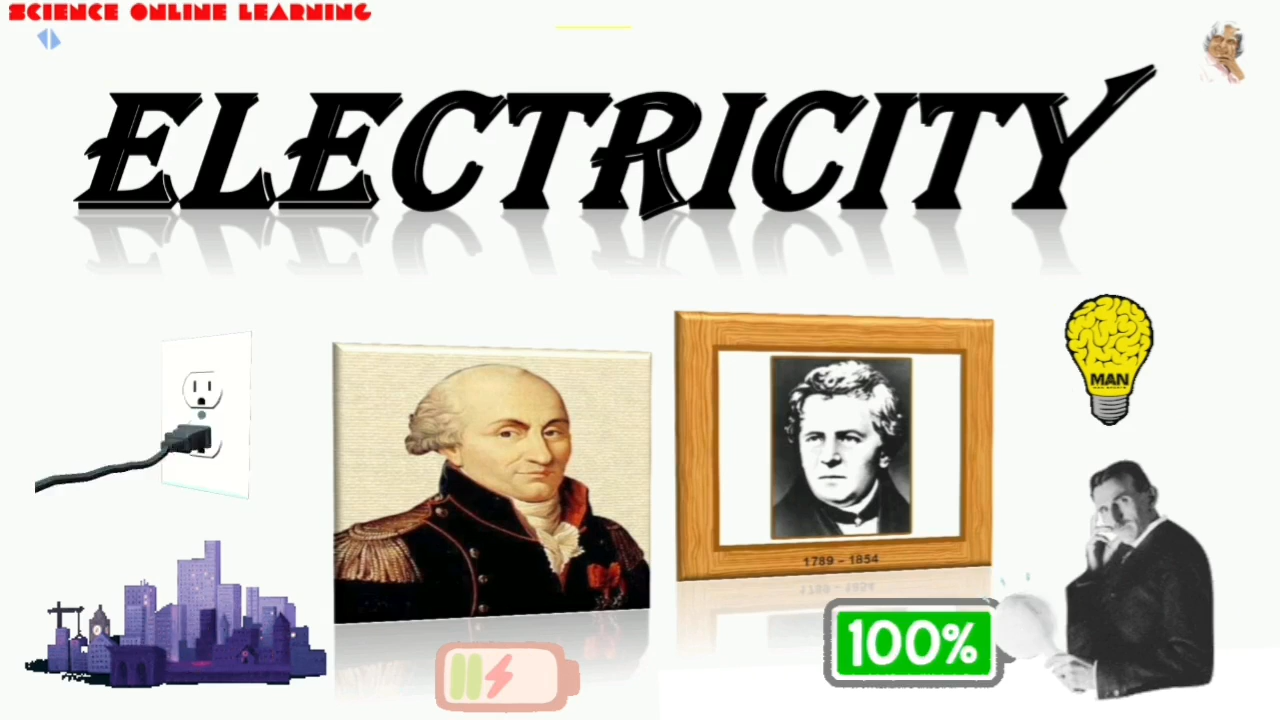 SCIENCE ONLINE LEARNING
ELECTRICITY
MAN
1789 – 1854
100%